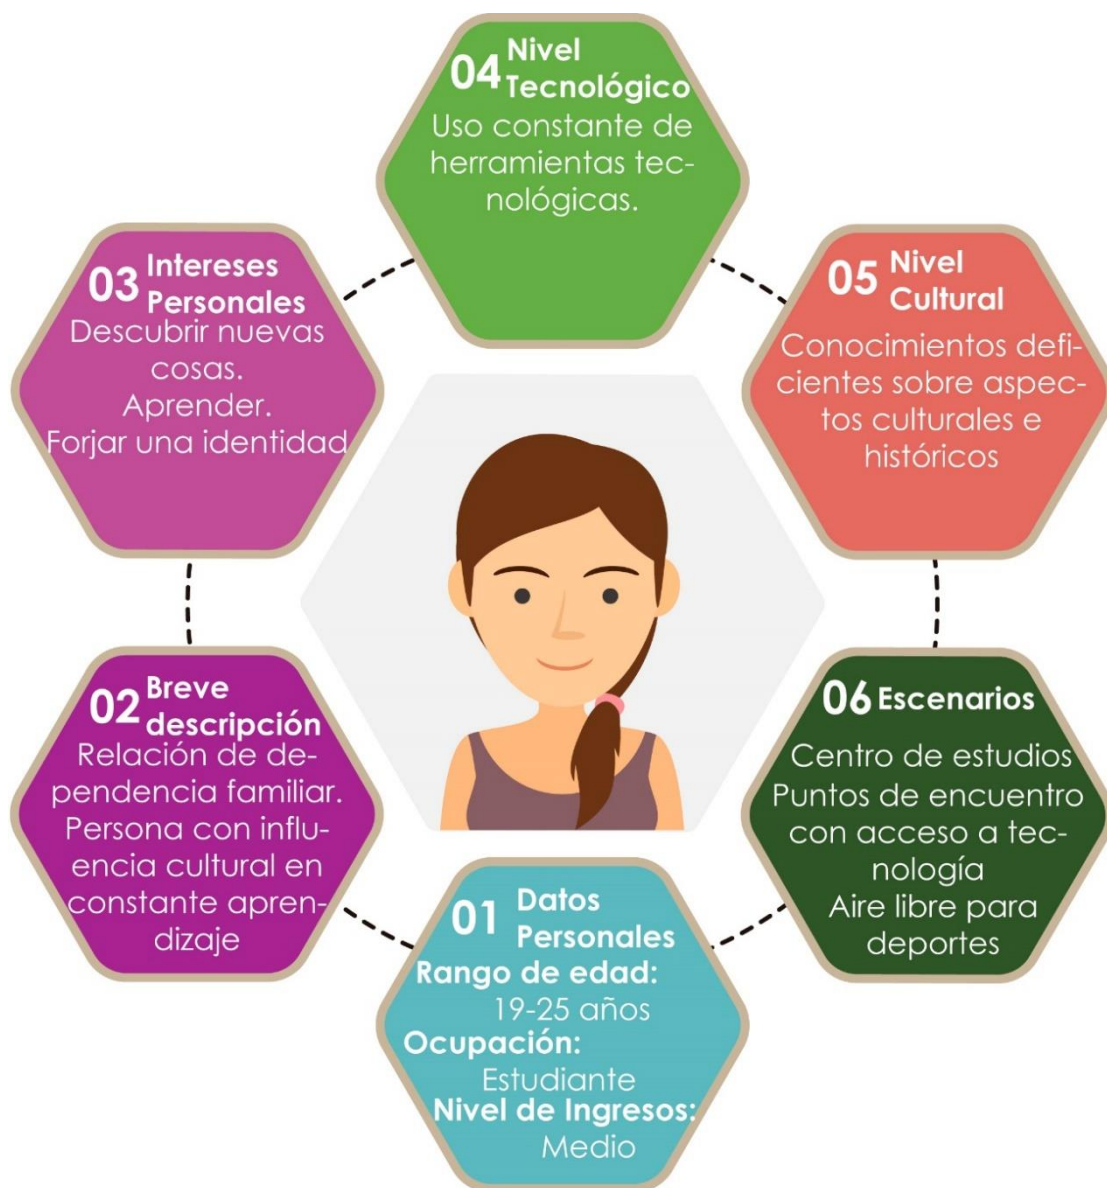 04 Nivel
Tecnológico
Uso constante de
herramientas tec-
nológicas.
03 Intereses
Personales
Descubrir nuevas
cosas.
Aprender.
Forjar una identidad
05 Nivel
Cultural
Conocimientos defi-
cientes sobre aspec-
tos culturales e
históricos
02 Breve
descripción
Relación de de-
pendencia familiar.
Persona con influ-
encia cultural en
constante apren-
dizaje
06 Escenarios
Centro de estudios
Puntos de encuentro
con acceso a tec-
nología
Aire libre para
deportes
01 Datos
Personales
Rango de edad:
19-25 años
Ocupación:
Estudiante
Nivel de Ingresos:
Medio